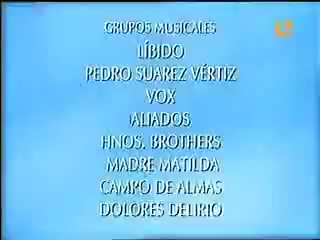 GRUPOS MUSICALES
LÍBIDO
PEDRO SUAREZ VÉRTIZ
VOX
ALIADOS
HNOS. BROTHERS
MADRE MATILDA
CAMPO DE ALMAS
DOLORES DELIRIO